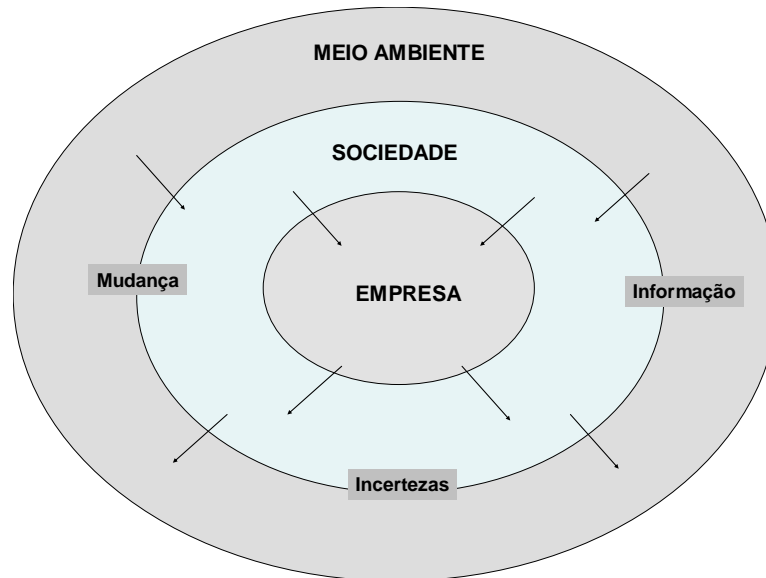 MEIO AMBIENTE
SOCIEDADE
Mudança
EMPRESA
Informação
Incertezas